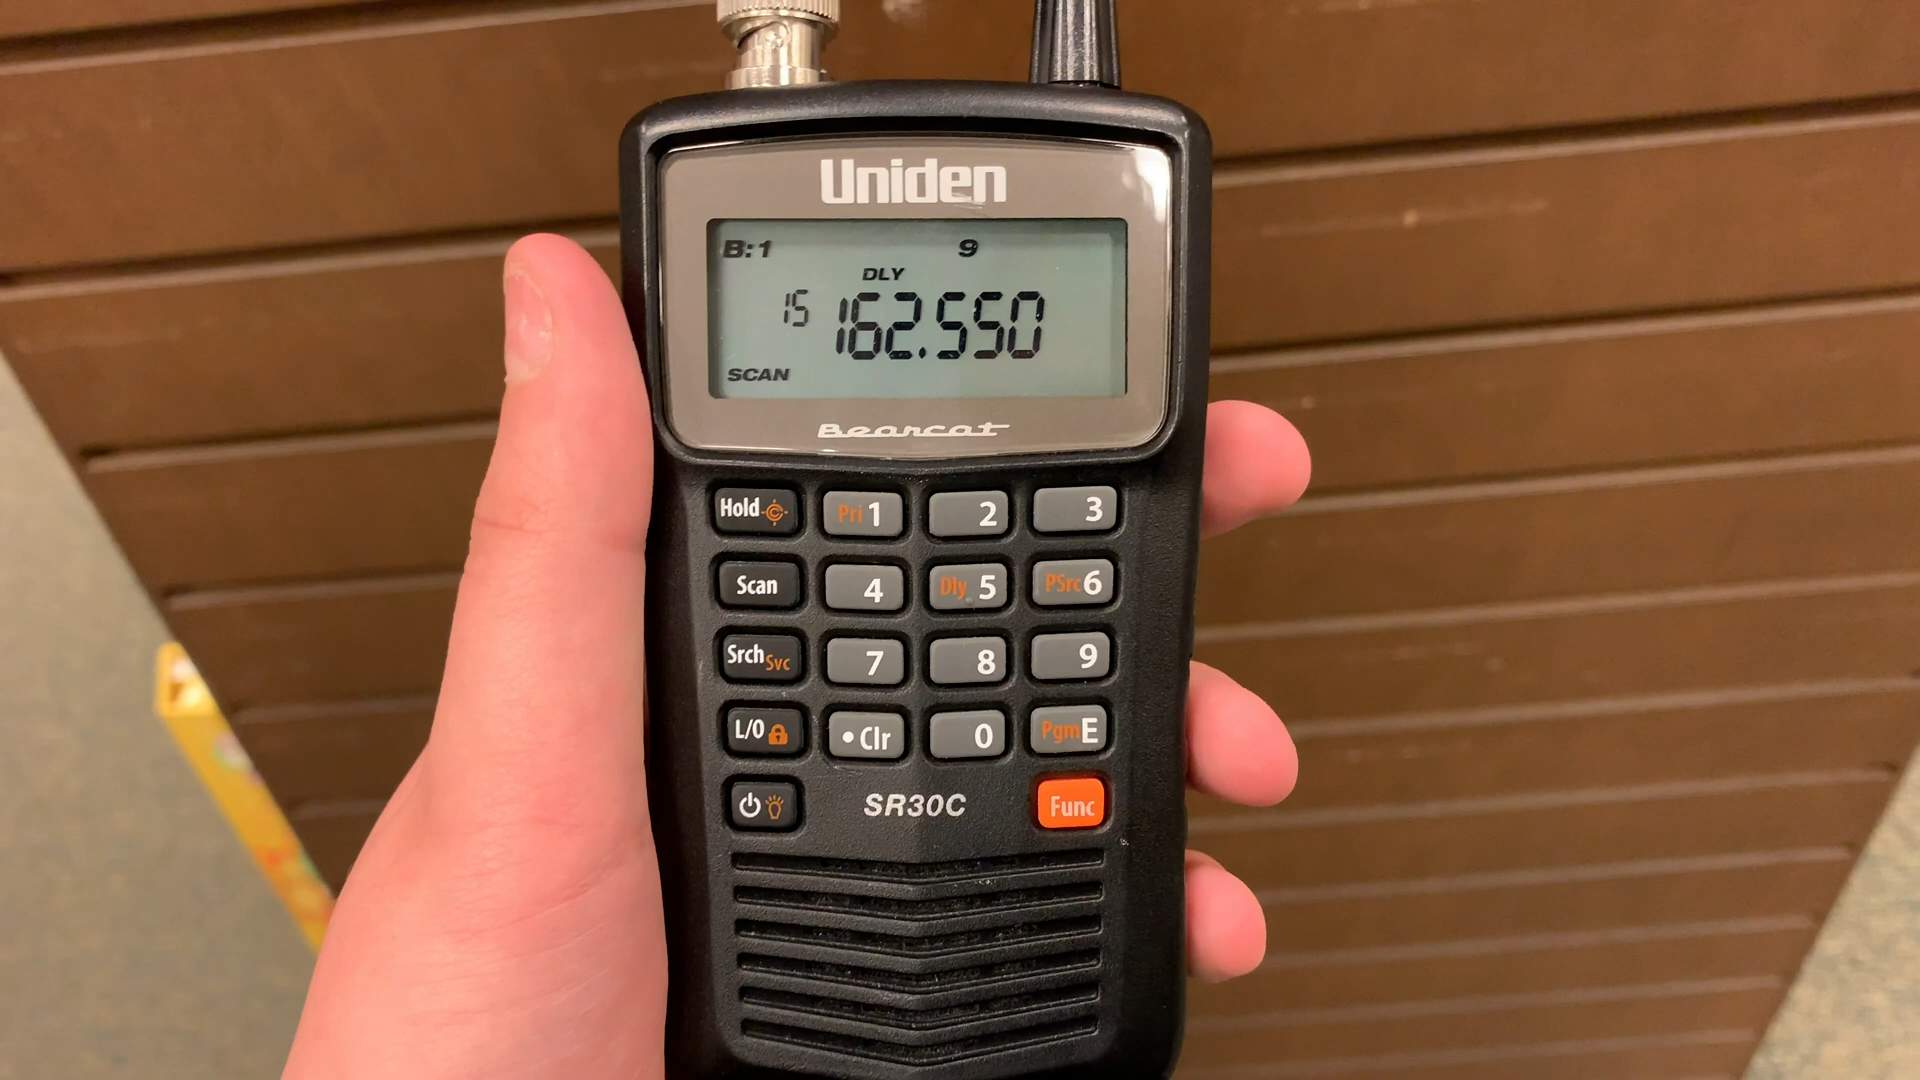 Uniden
B:1 9
DLY
15 162.550
SCAN
Bearcat
Hold Pri 1 2 3
Scan 4 Dly 5 PSrc 6
Srch Svc 7 8 9
L/O • Clr 0 Pgm E
SR30C Func